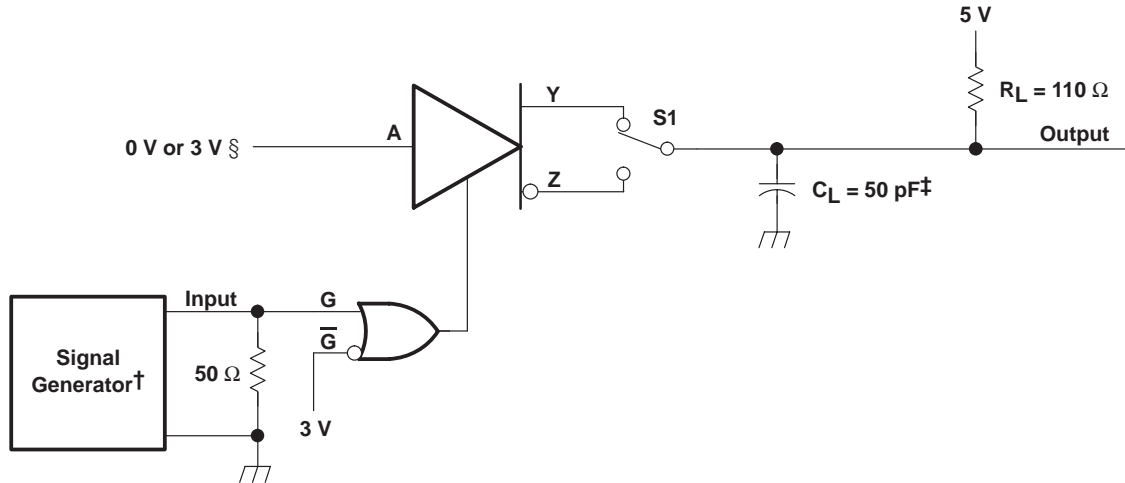 5 V
R_L = 110 Ω
Output
Y
S1
A
0 V or 3 V §
Z
C_L = 50 pF‡
Input
G
G̅
Signal
Generator†
50 Ω
3 V